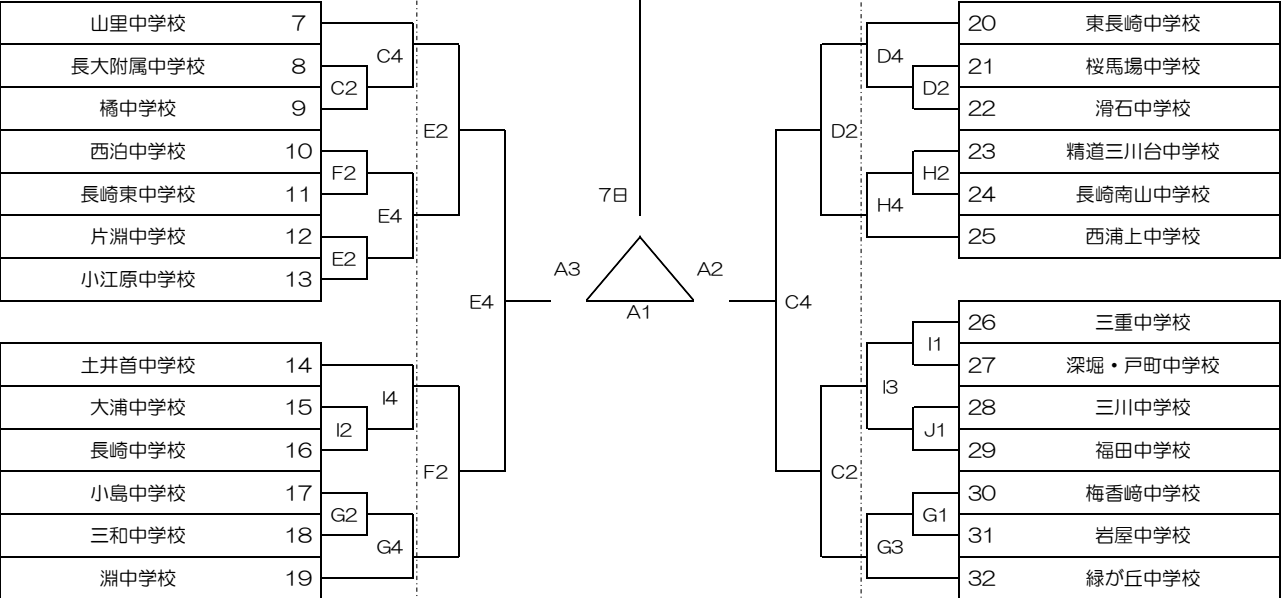 山里中学校 7
長大附属中学校 8
橘中学校 9
西泊中学校 10
長崎東中学校 11
片淵中学校 12
小江原中学校 13
土井首中学校 14
大浦中学校 15
長崎中学校 16
小島中学校 17
三和中学校 18
淵中学校 19
C4
C2
E2
F2
E4
E2
E4
I4
I2
F2
G2
G4
7日
A3
A2
A1
D4
D2
D2
H2
H4
C4
I1
I3
J1
C2
G1
G3
20 東長崎中学校
21 桜馬場中学校
22 滑石中学校
23 精道三川台中学校
24 長崎南山中学校
25 西浦上中学校
26 三重中学校
27 深堀・戸町中学校
28 三川中学校
29 福田中学校
30 梅香﨑中学校
31 岩屋中学校
32 緑が丘中学校